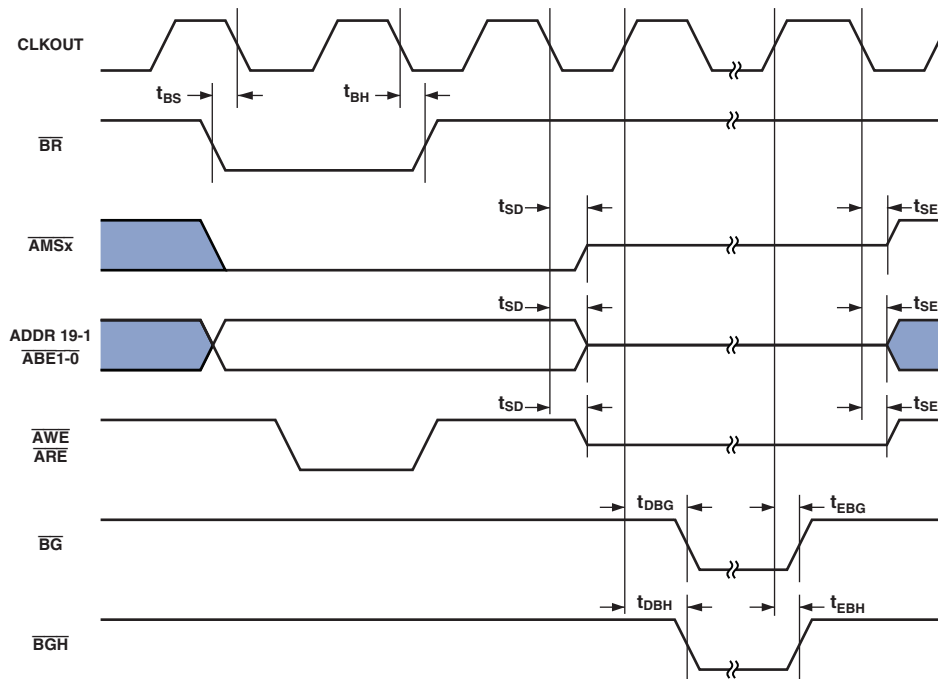 CLKOUT
tBS
tBH
BR
tSD
tSE
AMSx
tSD
tSE
ADDR 19-1
ABE1-0
tSD
tSE
AWE
ARE
tDBG
tEBG
BG
tDBH
tEBH
BGH